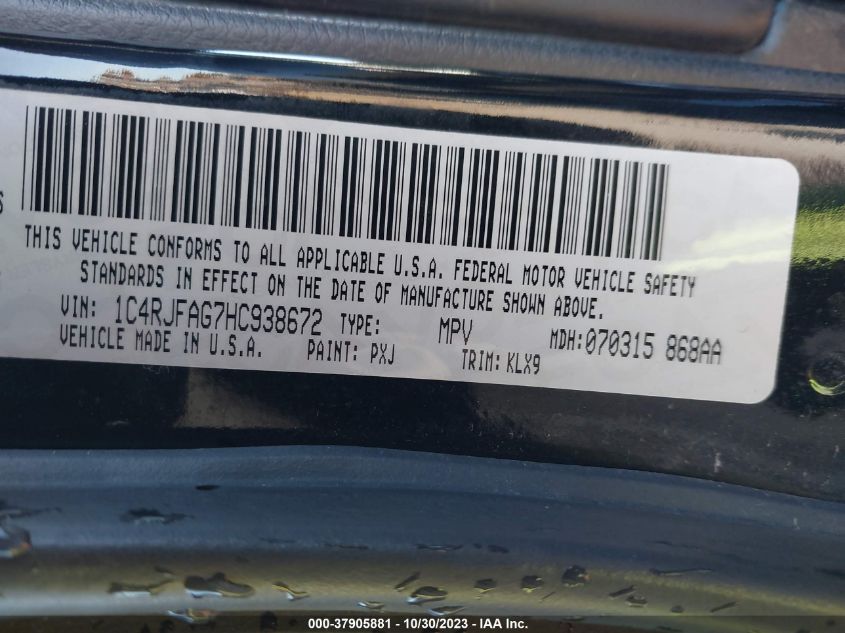 THIS VEHICLE CONFORMS TO ALL APPLICABLE U.S.A. FEDERAL MOTOR VEHICLE SAFETY
STANDARDS IN EFFECT ON THE DATE OF MANUFACTURE SHOWN ABOVE.
VIN: 1C4RJFAG7HC938672 TYPE: MPV MDH:070315 868AA
VEHICLE MADE IN U.S.A. PAINT: PXJ TRIM: KLX9
000-37905881 - 10/30/2023 - IAA Inc.